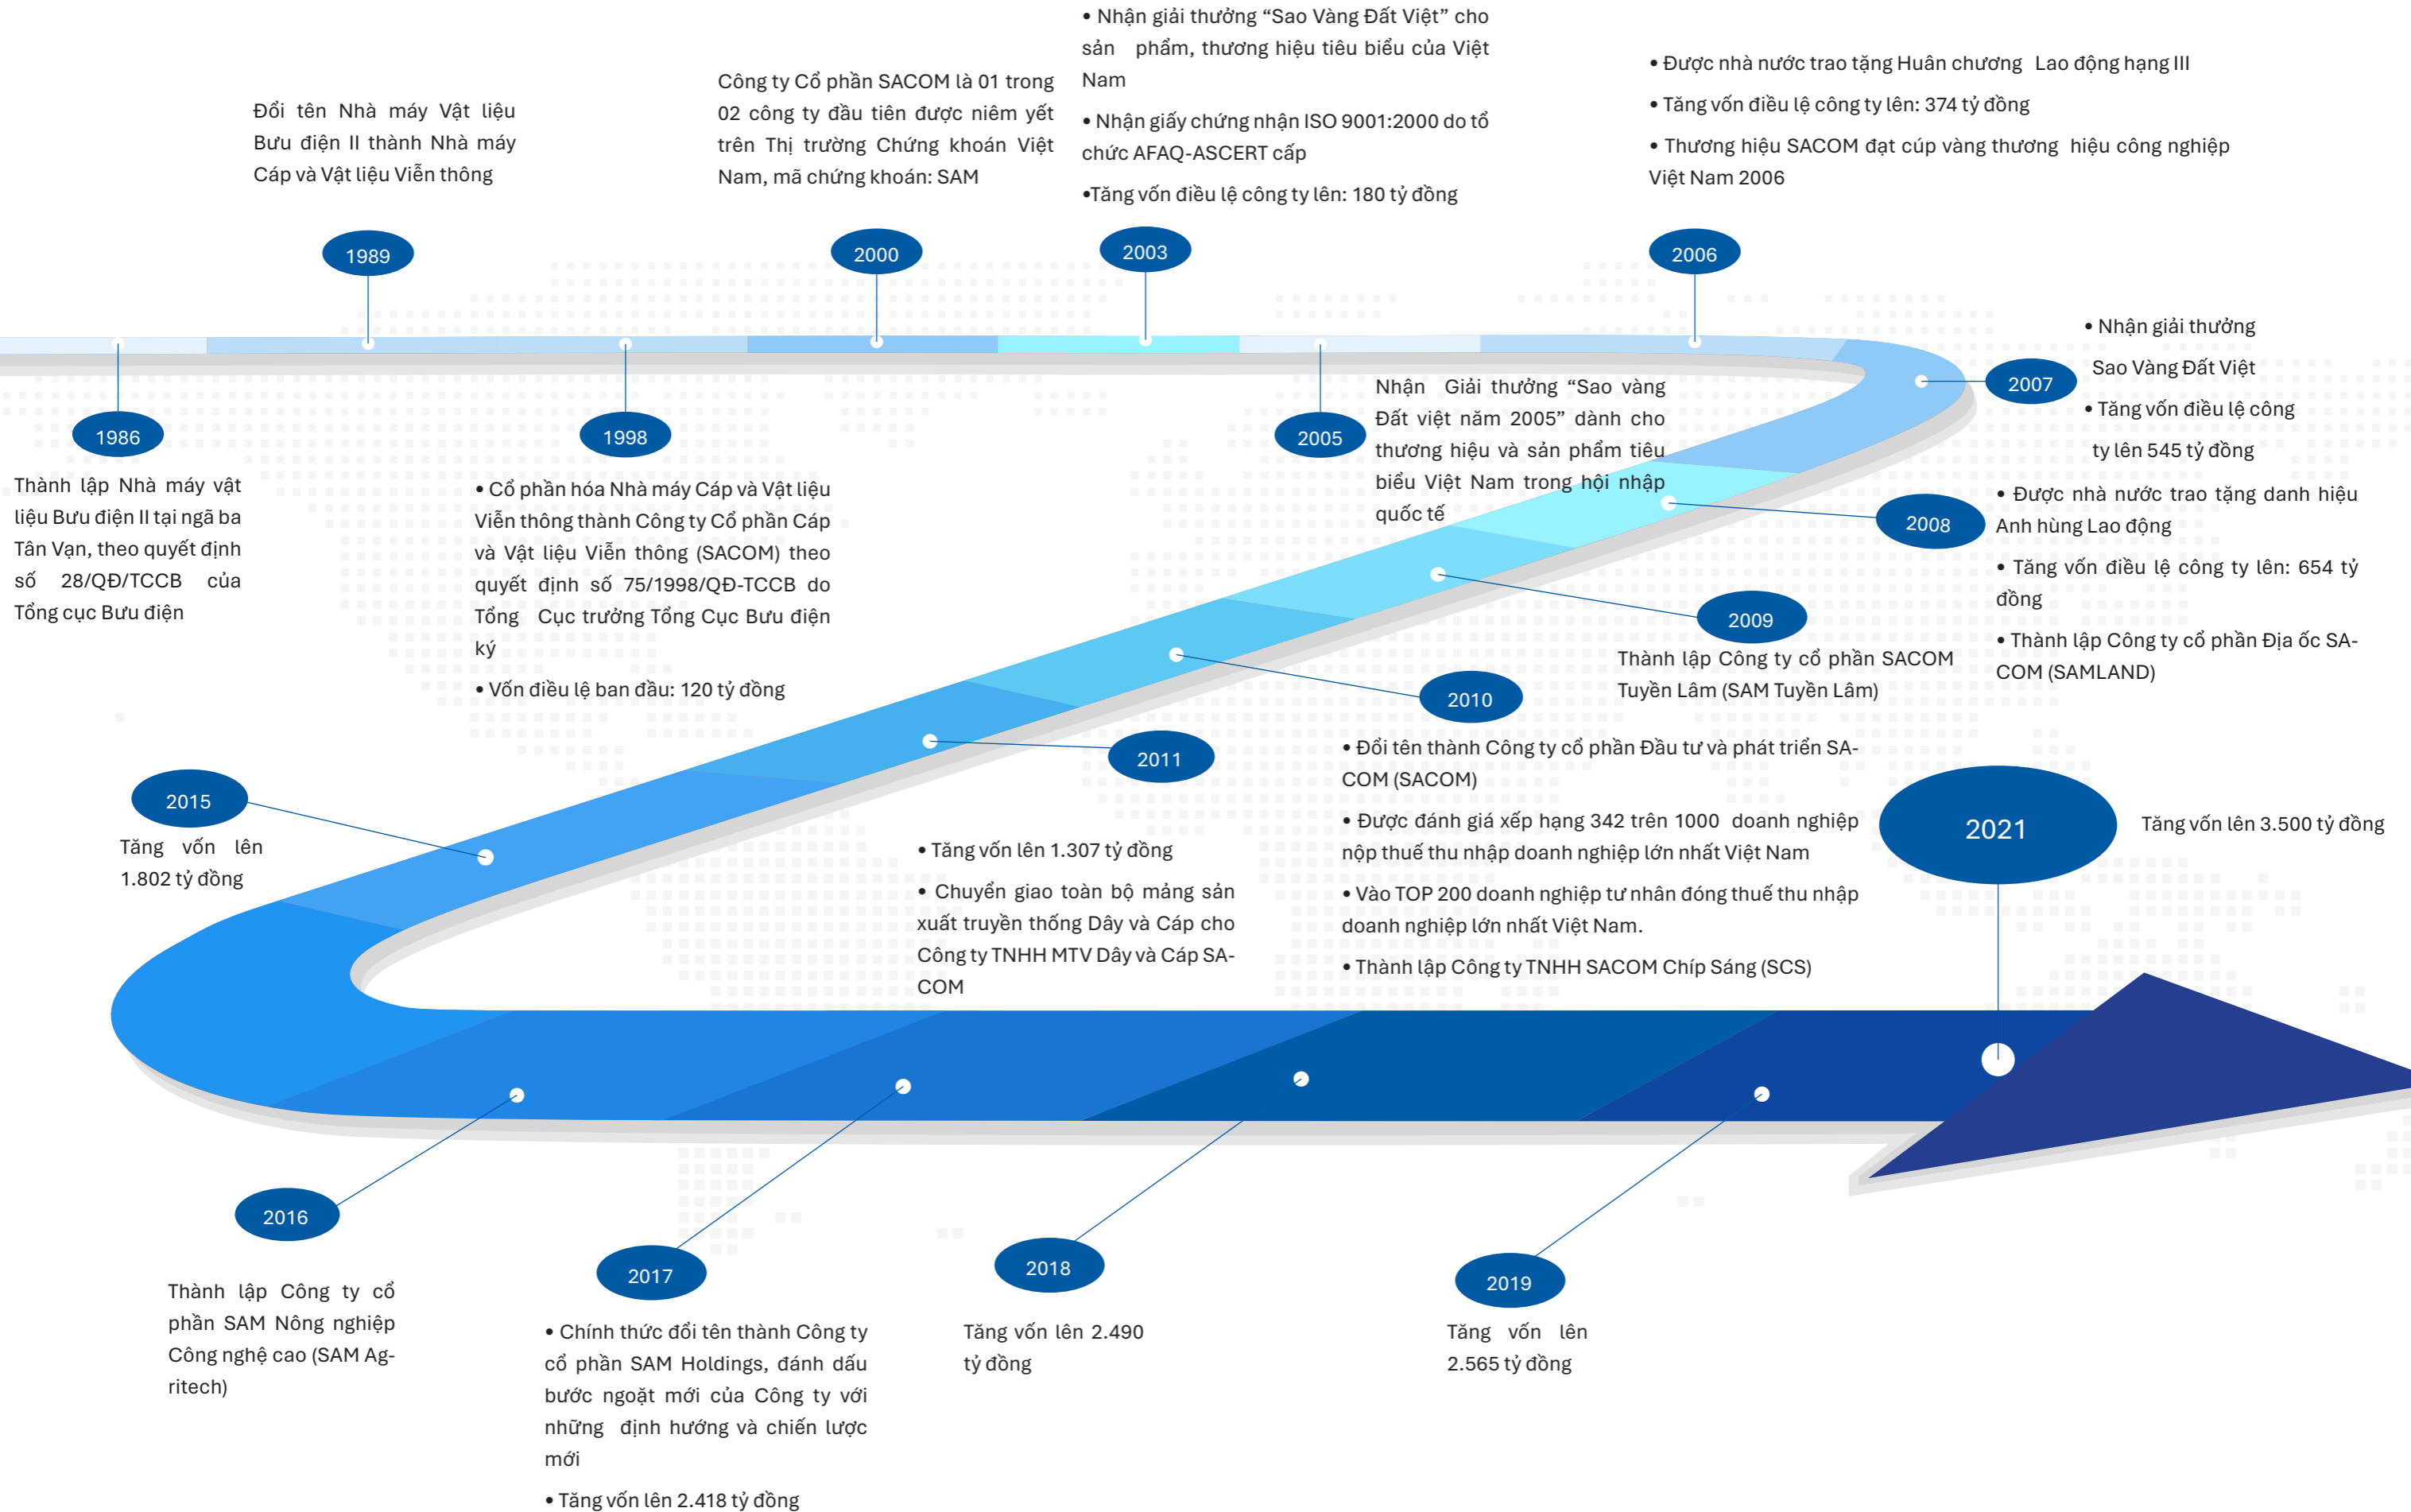 1986
Thành lập Nhà máy vật
liệu Bưu điện II tại ngã ba
Tân Vạn, theo quyết định
số 28/QĐ/TCCB của
Tổng cục Bưu điện
Đổi tên Nhà máy Vật liệu
Bưu điện II thành Nhà máy
Cáp và Vật liệu Viễn thông
1989
1998
• Cổ phần hóa Nhà máy Cáp và Vật liệu
Viễn thông thành Công ty Cổ phần Cáp
và Vật liệu Viễn thông (SACOM) theo
quyết định số 75/1998/QĐ-TCCB do
Tổng Cục trưởng Tổng Cục Bưu điện
ký
• Vốn điều lệ ban đầu: 120 tỷ đồng
Công ty Cổ phần SACOM là 01 trong
02 công ty đầu tiên được niêm yết
trên Thị trường Chứng khoán Việt
Nam, mã chứng khoán: SAM
2000
• Nhận giải thưởng “Sao Vàng Đất Việt” cho
sản phẩm, thương hiệu tiêu biểu của Việt
Nam
• Nhận giấy chứng nhận ISO 9001:2000 do tổ
chức AFAQ-ASCERT cấp
•Tăng vốn điều lệ công ty lên: 180 tỷ đồng
2003
2005
Nhận Giải thưởng “Sao vàng
Đất việt năm 2005” dành cho
thương hiệu và sản phẩm tiêu
biểu Việt Nam trong hội nhập
quốc tế
• Được nhà nước trao tặng Huân chương Lao động hạng III
• Tăng vốn điều lệ công ty lên: 374 tỷ đồng
• Thương hiệu SACOM đạt cúp vàng thương hiệu công nghiệp
Việt Nam 2006
2006
2007
• Nhận giải thưởng
Sao Vàng Đất Việt
• Tăng vốn điều lệ công
ty lên 545 tỷ đồng
2008
• Được nhà nước trao tặng danh hiệu
Anh hùng Lao động
• Tăng vốn điều lệ công ty lên: 654 tỷ
đồng
• Thành lập Công ty cổ phần Địa ốc SA-
COM (SAMLAND)
2009
Thành lập Công ty cổ phần SACOM
Tuyền Lâm (SAM Tuyền Lâm)
2010
• Đổi tên thành Công ty cổ phần Đầu tư và phát triển SA-
COM (SACOM)
• Được đánh giá xếp hạng 342 trên 1000 doanh nghiệp
nộp thuế thu nhập doanh nghiệp lớn nhất Việt Nam
• Vào TOP 200 doanh nghiệp tư nhân đóng thuế thu nhập
doanh nghiệp lớn nhất Việt Nam.
• Thành lập Công ty TNHH SACOM Chíp Sáng (SCS)
2011
• Tăng vốn lên 1.307 tỷ đồng
• Chuyển giao toàn bộ mảng sản
xuất truyền thống Dây và Cáp cho
Công ty TNHH MTV Dây và Cáp SA-
COM
2015
Tăng vốn lên
1.802 tỷ đồng
2016
Thành lập Công ty cổ
phần SAM Nông nghiệp
Công nghệ cao (SAM Ag-
ritech)
2017
• Chính thức đổi tên thành Công ty
cổ phần SAM Holdings, đánh dấu
bước ngoặt mới của Công ty với
những định hướng và chiến lược
mới
• Tăng vốn lên 2.418 tỷ đồng
2018
Tăng vốn lên 2.490
tỷ đồng
2019
Tăng vốn lên
2.565 tỷ đồng
2021
Tăng vốn lên 3.500 tỷ đồng